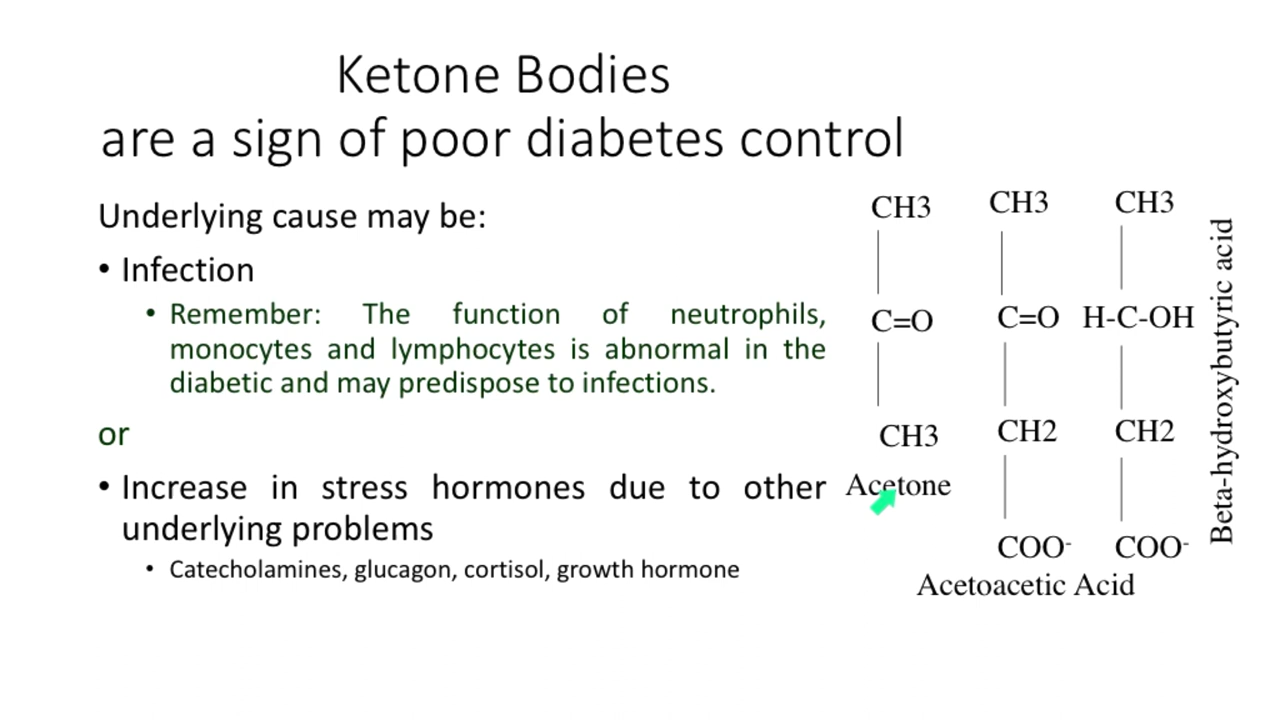 Ketone Bodies
are a sign of poor diabetes control
Underlying cause may be:
• Infection
• Remember: The function of neutrophils,
monocytes and lymphocytes is abnormal in the
diabetic and may predispose to infections.
or
• Increase in stress hormones due to other
underlying problems
• Catecholamines, glucagon, cortisol, growth hormone
CH3
C=O
CH3
Acetone
CH3
C=O
CH2
COO-
Acetoacetic Acid
CH3
H-C-OH
CH2
COO-
Beta-hydroxybutyric acid